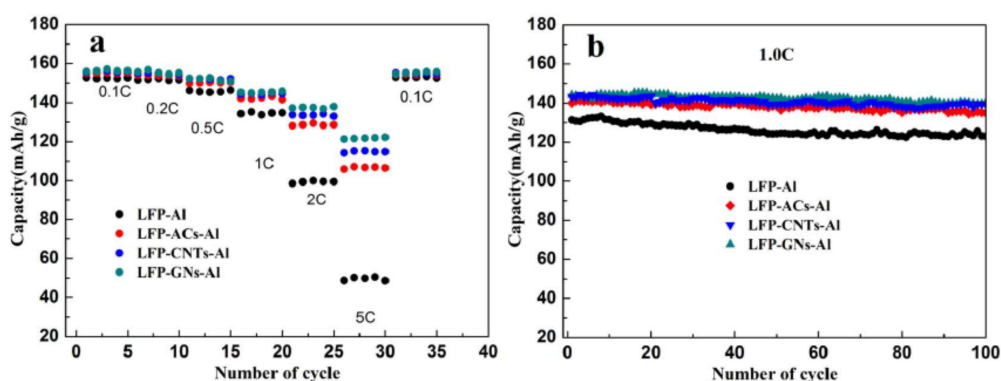 a
180
160
140
120
100
80
60
40
20
Capacity(mAh/g)
0.1C
0.2C
0.5C
1C
2C
5C
0.1C
LFP-Al
LFP-ACs-Al
LFP-CNTs-Al
LFP-GNs-Al
0 5 10 15 20 25 30 35 40
Number of cycle
b
1.0C
180
160
140
120
100
80
60
40
20
Capacity(mAh/g)
LFP-Al
LFP-ACs-Al
LFP-CNTs-Al
LFP-GNs-Al
0 20 40 60 80 100
Number of cycle